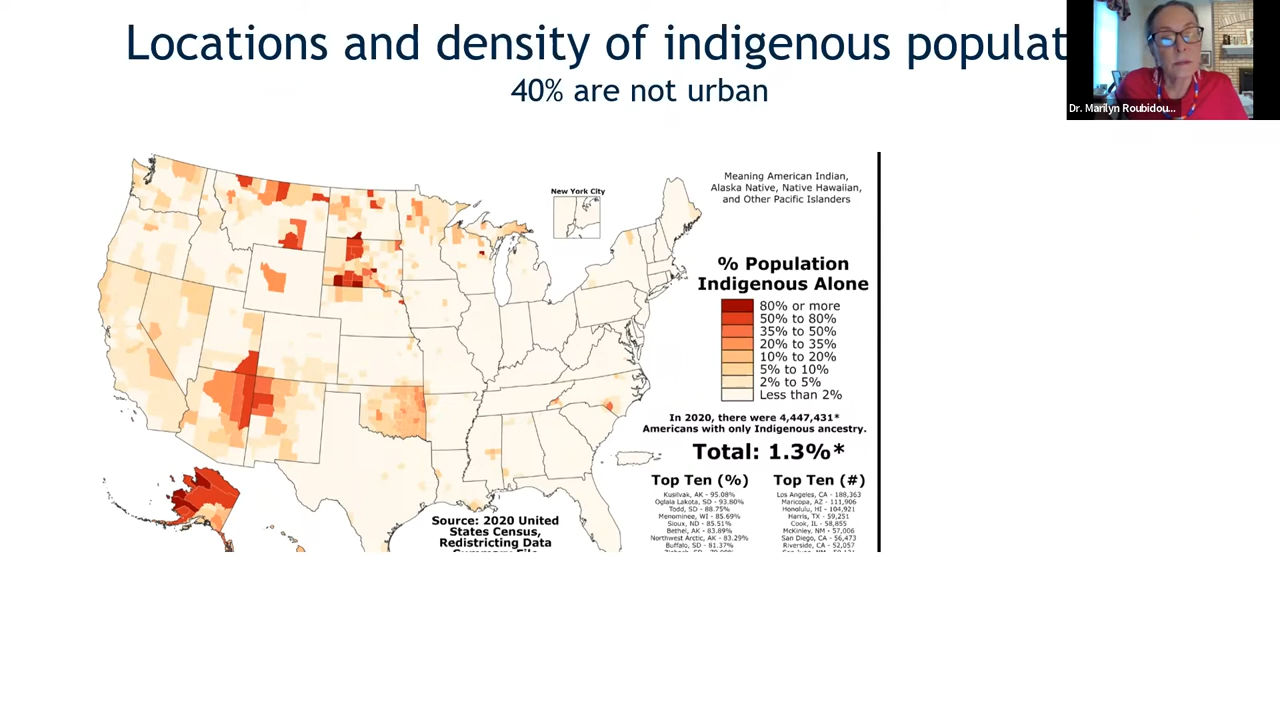 Locations and density of indigenous populat
40% are not urban
Dr. Marilyn Roubidou...
New York City
Meaning American Indian,
Alaska Native, Native Hawaiian,
and Other Pacific Islanders
% Population
Indigenous Alone
80% or more
50% to 80%
35% to 50%
20% to 35%
10% to 20%
5% to 10%
2% to 5%
Less than 2%
In 2020, there were 4,447,431*
Americans with only Indigenous ancestry.
Total: 1.3%*
Top Ten (%)
Kusilvak, AK - 95.08%
Oglala Lakota, SD - 93.80%
Todd, SD - 88.75%
Menominee, WI - 85.69%
Sioux, ND - 85.51%
Bethel, AK - 83.89%
Northwest Arctic, AK - 83.29%
Buffalo, SD - 81.37%
Top Ten (#)
Los Angeles, CA - 188,363
Maricopa, AZ - 111,906
Honolulu, HI - 104,921
Harris, TX - 59,251
Cook, IL - 58,855
McKinley, NM - 57,006
San Diego, CA - 56,473
Riverside, CA - 52,057
Source: 2020 United
States Census,
Redistricting Data